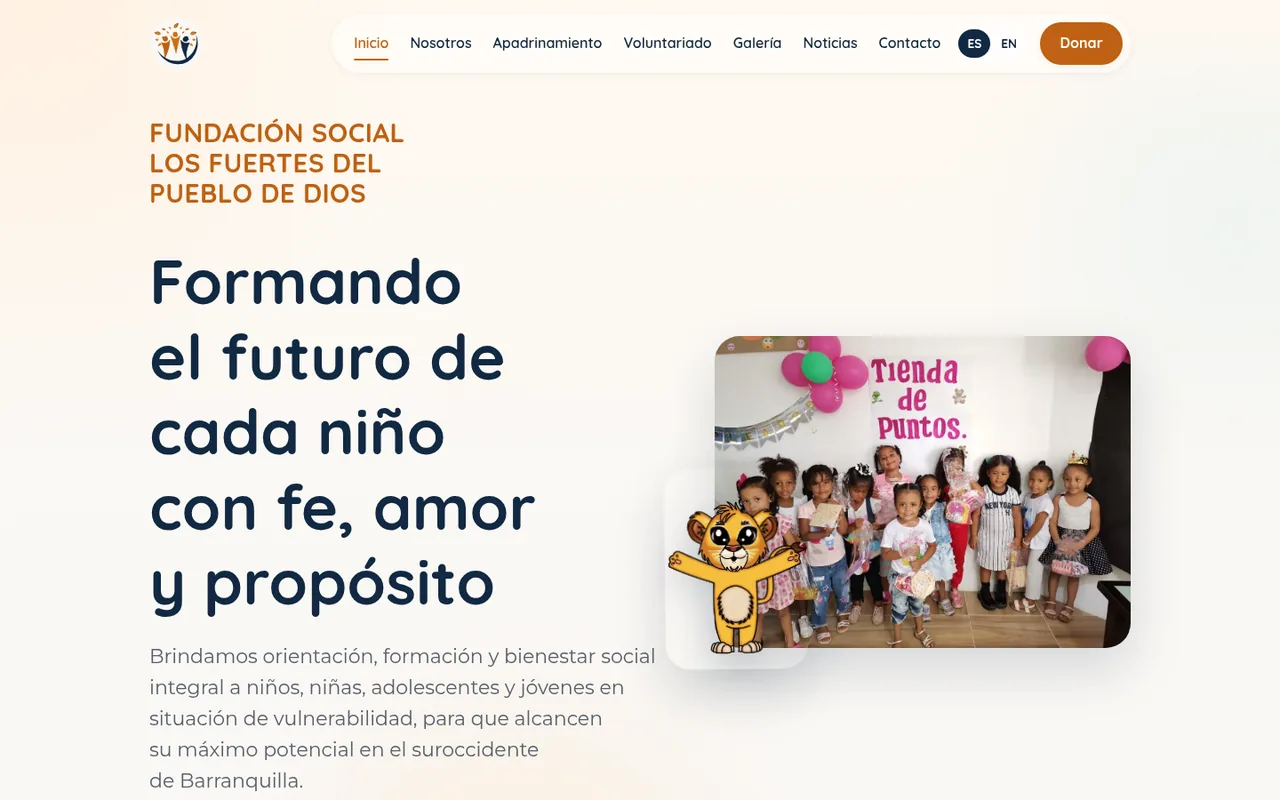 Inicio
Nosotros
Apadrinamiento
Voluntariado
Galería
Noticias
Contacto
ES
EN
Donar
FUNDACIÓN SOCIAL
LOS FUERTES DEL
PUEBLO DE DIOS
Formando
el futuro de
cada niño
con fe, amor
y propósito
Brindamos orientación, formación y bienestar social
integral a niños, niñas, adolescentes y jóvenes en
situación de vulnerabilidad, para que alcancen
su máximo potencial en el suroccidente
de Barranquilla.
Tienda
de
Puntos.
NEW YORK